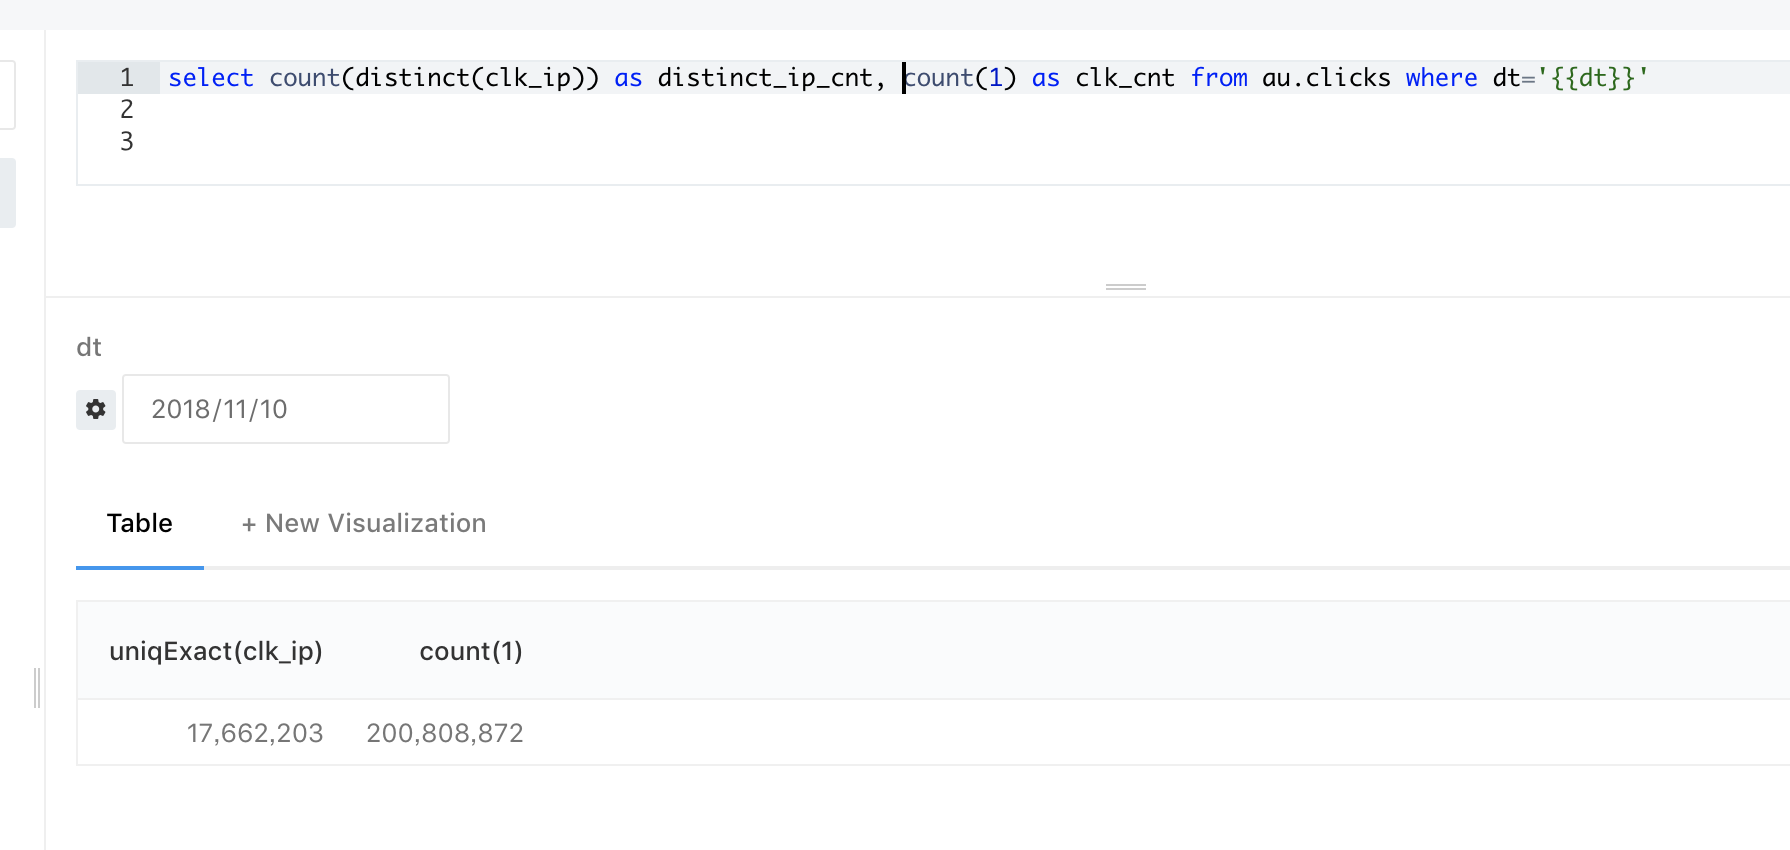 1 select count(distinct(clk_ip)) as distinct_ip_cnt, count(1) as clk_cnt from au.clicks where dt='{{dt}}'
2
3
dt
2018/11/10
Table + New Visualization
uniqExact(clk_ip) count(1)
17,662,203 200,808,872